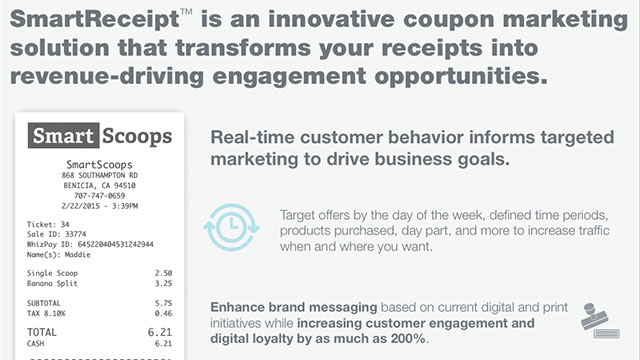 SmartReceipt™ is an innovative coupon marketing
solution that transforms your receipts into
revenue-driving engagement opportunities.
Smart Scoops
SmartScoops
868 SOUTHAMPTON RD
BENICIA, CA 94510
707-747-0659
2/22/2015 - 3:39PM
Ticket: 34
Sale ID: 33774
WhizPay ID: 645220404531242944
Name(s): Maddie
Single Scoop 2.50
Banana Split 3.25
SUBTOTAL 5.75
TAX 8.10% 0.46
TOTAL 6.21
CASH 6.21
Real-time customer behavior informs targeted
marketing to drive business goals.
Target offers by the day of the week, defined time periods,
products purchased, day part, and more to increase traffic
when and where you want.
Enhance brand messaging based on current digital and print
initiatives while increasing customer engagement and
digital loyalty by as much as 200%.